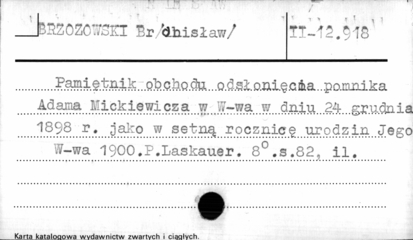 BRZOZOWSKI Br/dhisław/ II-12.918
Pamiętnik obchodu odsłonięcia pomnika
Adama Mickiewicza w W-wa w dniu 24 grudnia
1898 r. jako w setną rocznicę urodzin Jego
W-wa 1900.P.Laskauer. 8°.s.82, il.
Karta katalogowa wydawnictw zwartych i ciągłych.